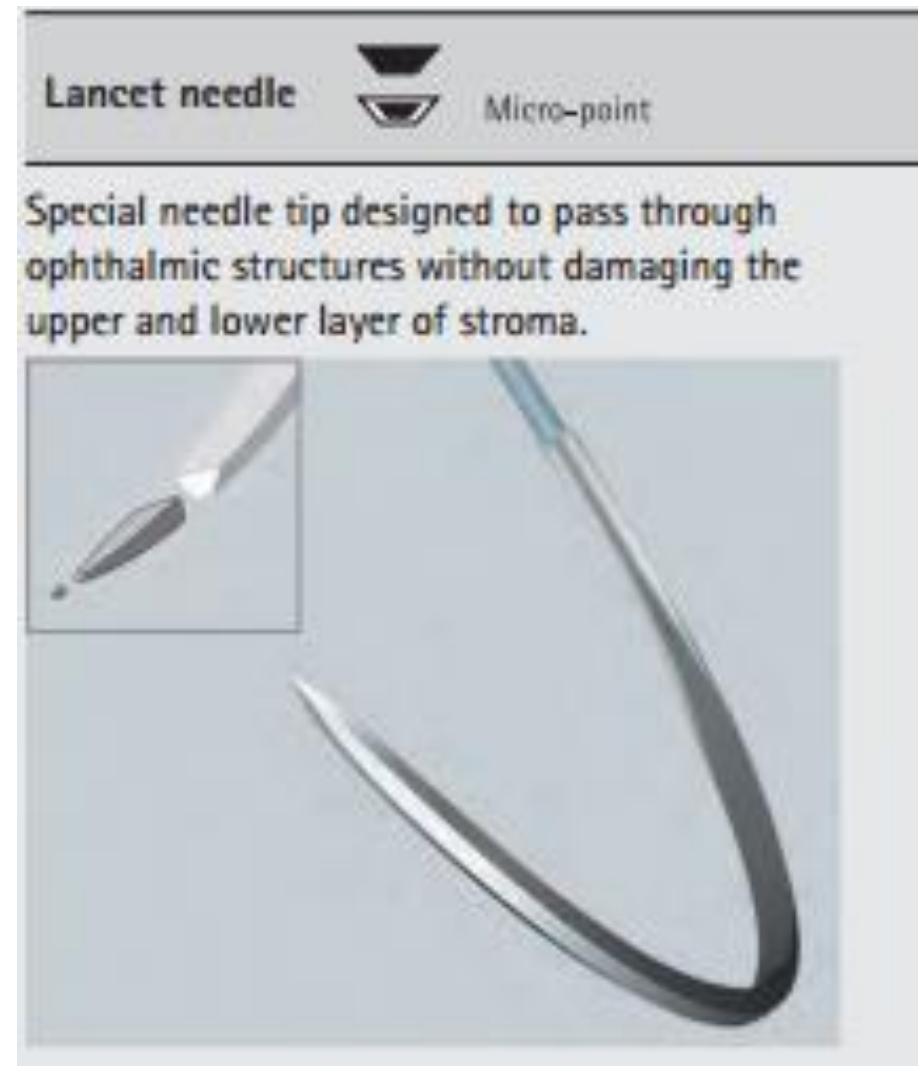 Lancet needle
Micro-point
Special needle tip designed to pass through
ophthalmic structures without damaging the
upper and lower layer of stroma.